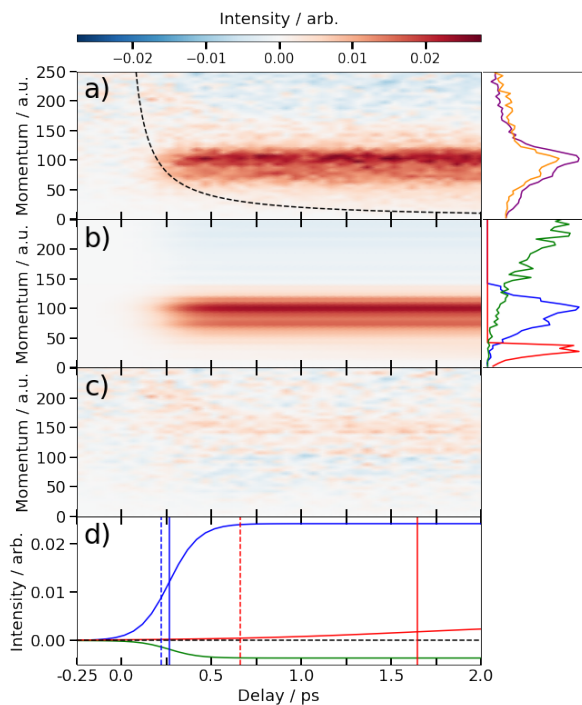 Intensity / arb.
−0.02 −0.01 0.00 0.01 0.02
a)
Momentum / a.u.
250
200
150
100
50
0
b)
Momentum / a.u.
200
150
100
50
0
c)
Momentum / a.u.
200
150
100
50
0
d)
Intensity / arb.
0.02
0.01
0.00
-0.25 0.0 0.5 1.0 1.5 2.0
Delay / ps